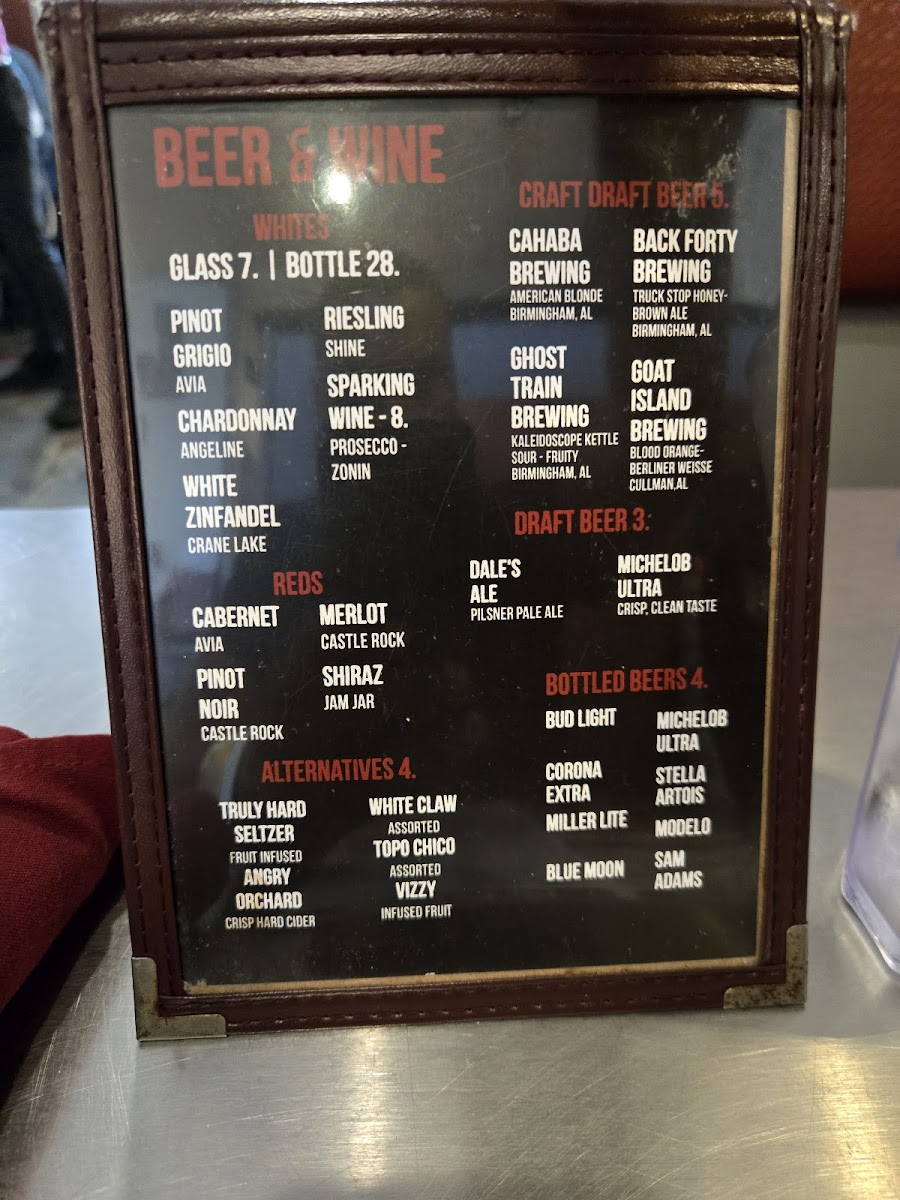 BEER & WINE
WHITES
GLASS 7. | BOTTLE 28.
PINOT
GRIGIO
AVIA
CHARDONNAY
ANGELINE
WHITE
ZINFANDEL
CRANE LAKE
RIESLING
SHINE
SPARKING
WINE - 8.
PROSECCO -
ZONIN
REDS
CABERNET
AVIA
PINOT
NOIR
CASTLE ROCK
MERLOT
CASTLE ROCK
SHIRAZ
JAM JAR
ALTERNATIVES 4.
TRULY HARD
SELTZER
FRUIT INFUSED
ANGRY
ORCHARD
CRISP HARD CIDER
WHITE CLAW
ASSORTED
TOPO CHICO
ASSORTED
VIZZY
INFUSED FRUIT
CRAFT DRAFT BEER 5.
CAHABA
BREWING
AMERICAN BLONDE
BIRMINGHAM, AL
BACK FORTY
BREWING
TRUCK STOP HONEY-
BROWN ALE
BIRMINGHAM, AL
GHOST
TRAIN
BREWING
KALEIDOSCOPE KETTLE
SOUR - FRUITY
BIRMINGHAM, AL
GOAT
ISLAND
BREWING
BLOOD ORANGE-
BERLINER WEISSE
CULLMAN,AL
DRAFT BEER 3.
DALE'S
ALE
PILSNER PALE ALE
MICHELOB
ULTRA
CRISP, CLEAN TASTE
BOTTLED BEERS 4.
BUD LIGHT
CORONA
EXTRA
MILLER LITE
BLUE MOON
MICHELOB
ULTRA
STELLA
ARTOIS
MODELO
SAM
ADAMS